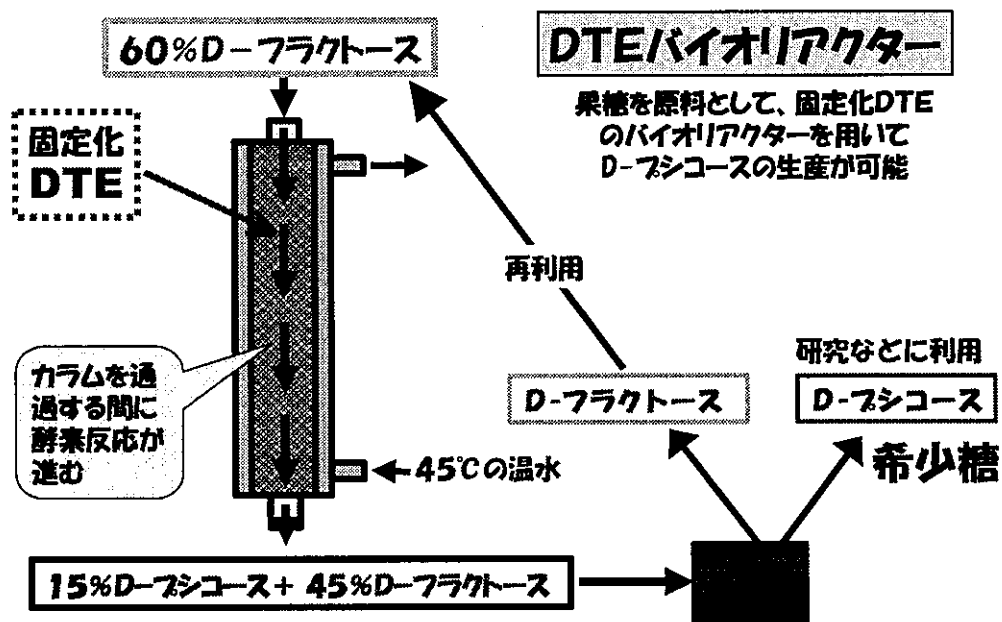 60%D-フラクトース
DTEバイオリアクター
果糖を原料として、固定化DTE
のバイオリアクターを用いて
D-プシコースの生産が可能
固定化
DTE
再利用
カラムを通
過する間に
酵素反応が
進む
45℃の温水
研究などに利用
D-フラクトース
D-プシコース
希少糖
15%D-プシコース+ 45%D-フラクトース